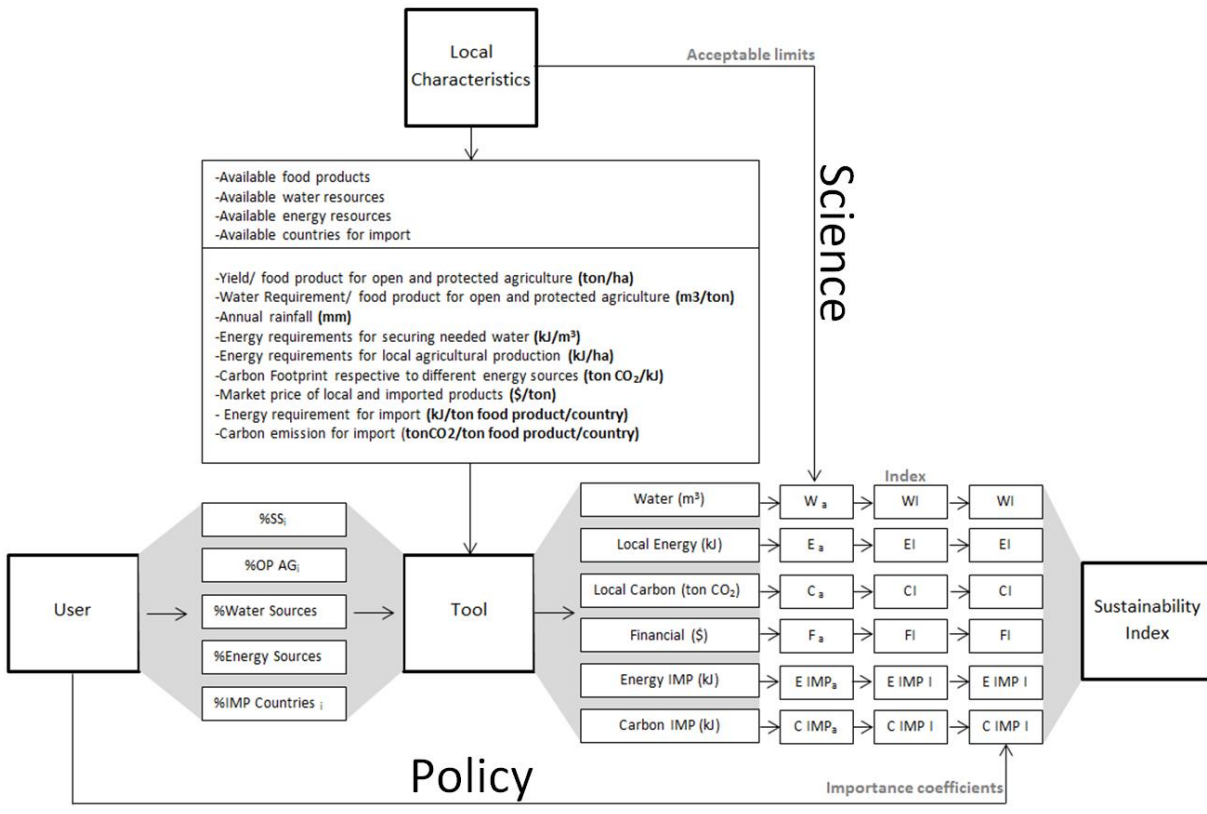 Local
Characteristics
Acceptable limits
Science
-Available food products
-Available water resources
-Available energy resources
-Available countries for import
-Yield/ food product for open and protected agriculture (ton/ha)
-Water Requirement/ food product for open and protected agriculture (m3/ton)
-Annual rainfall (mm)
-Energy requirements for securing needed water (kJ/m³)
-Energy requirements for local agricultural production (kJ/ha)
-Carbon Footprint respective to different energy sources (ton CO₂/kJ)
-Market price of local and imported products ($/ton)
- Energy requirement for import (kJ/ton food product/country)
-Carbon emission for import (tonCO2/ton food product/country)
User
%SSᵢ
%OP AGᵢ
%Water Sources
%Energy Sources
%IMP Countries ᵢ
Tool
Index
Water (m³) W ₐ WI WI
Local Energy (kJ) E ₐ EI EI
Local Carbon (ton CO₂) C ₐ CI CI
Financial ($) F ₐ FI FI
Energy IMP (kJ) E IMPₐ E IMP I E IMP I
Carbon IMP (kJ) C IMPₐ C IMP I C IMP I
Sustainability
Index
Policy
Importance coefficients